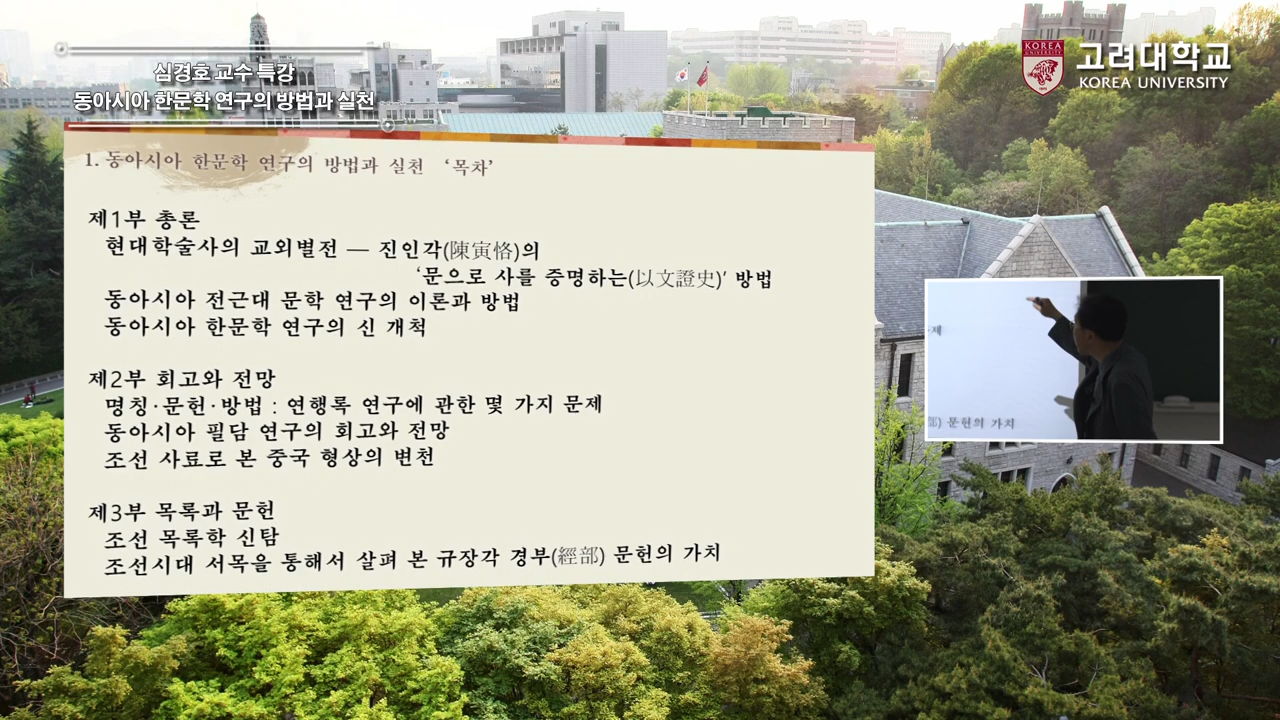 심경호 교수 특강
동아시아 한문학 연구의 방법과 실천
KOREA
UNIVERSITY
고려대학교
KOREA UNIVERSITY
1. 동아시아 한문학 연구의 방법과 실천 ‘목차’
제1부 총론
현대학술사의 교외별전 — 진인각(陳寅恪)의
‘문으로 사를 증명하는(以文證史)’ 방법
동아시아 전근대 문학 연구의 이론과 방법
동아시아 한문학 연구의 신 개척
제2부 회고와 전망
명칭·문헌·방법 : 연행록 연구에 관한 몇 가지 문제
동아시아 필담 연구의 회고와 전망
조선 사료로 본 중국 형상의 변천
제3부 목록과 문헌
조선 목록학 신탐
조선시대 서목을 통해서 살펴 본 규장각 경부(經部) 문헌의 가치
제
部) 문헌의 가치